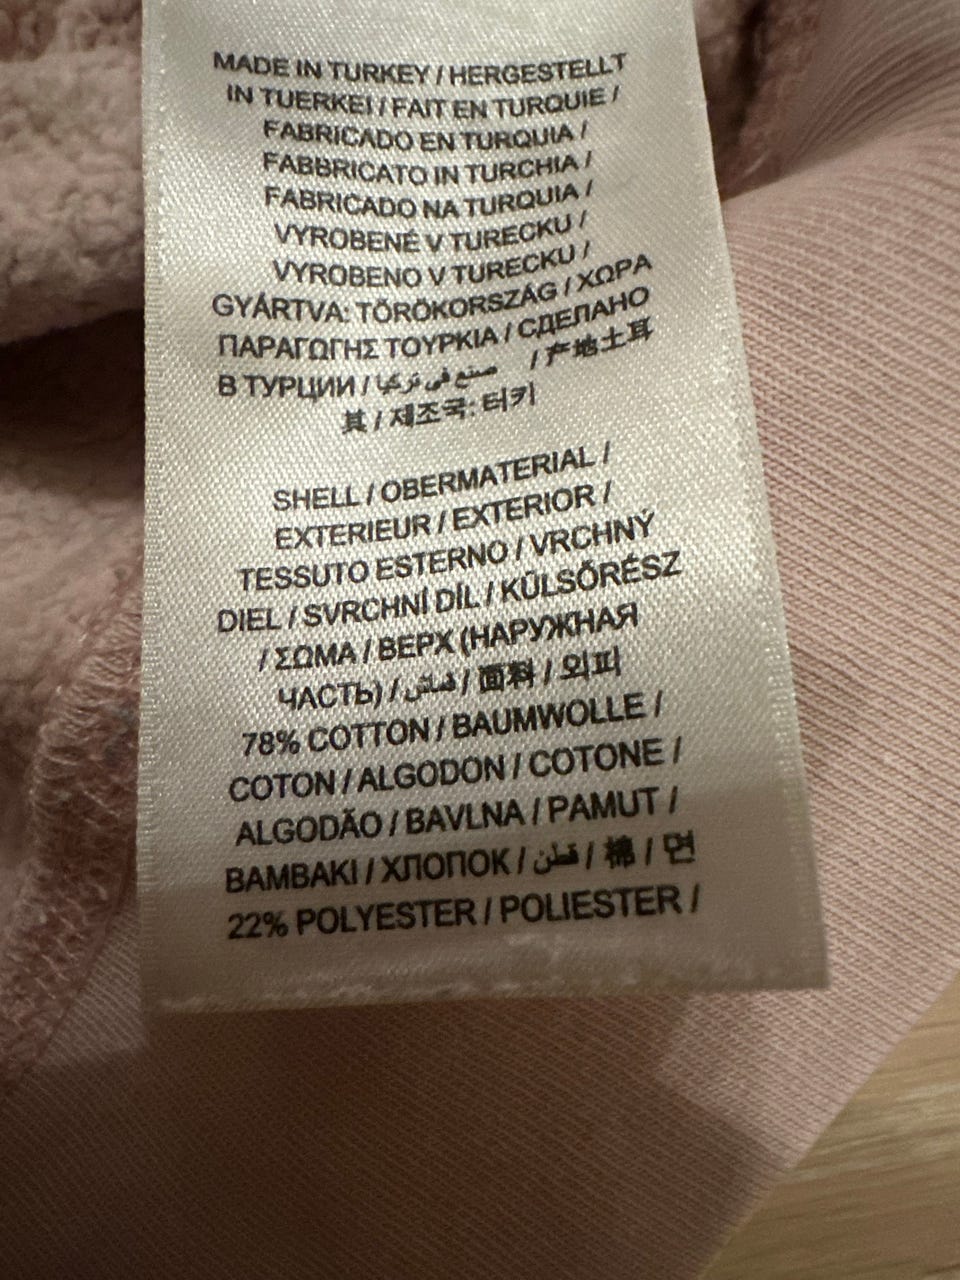 MADE IN TURKEY / HERGESTELLT
IN TUERKEI / FAIT EN TURQUIE /
FABRICADO EN TURQUIA /
FABBRICATO IN TURCHIA /
FABRICADO NA TURQUIA /
VYROBENÉ V TURECKU /
VYROBENO V TURECKU /
GYÁRTVA: TÖRÖKORSZÁG / ΧΩΡΑ
ΠΑΡΑΓΩΓΗΣ ΤΟΥΡΚΙΑ / СДЕЛАНО
В ТУРЦИИ / صنع في تركيا / 产地土耳
其 / 제조국: 터키
SHELL / OBERMATERIAL /
EXTERIEUR / EXTERIOR /
TESSUTO ESTERNO / VRCHNÝ
DIEL / SVRCHNÍ DÍL / KÜLSŐRÉSZ
/ ΣΩΜΑ / ВЕРХ (НАРУЖНАЯ
ЧАСТЬ) / قماش / 面料 / 외피
78% COTTON / BAUMWOLLE /
COTON / ALGODON / COTONE /
ALGODÃO / BAVLNA / PAMUT /
BAMBAKI / ХЛОПОК / قطن / 棉 / 면
22% POLYESTER / POLIESTER /